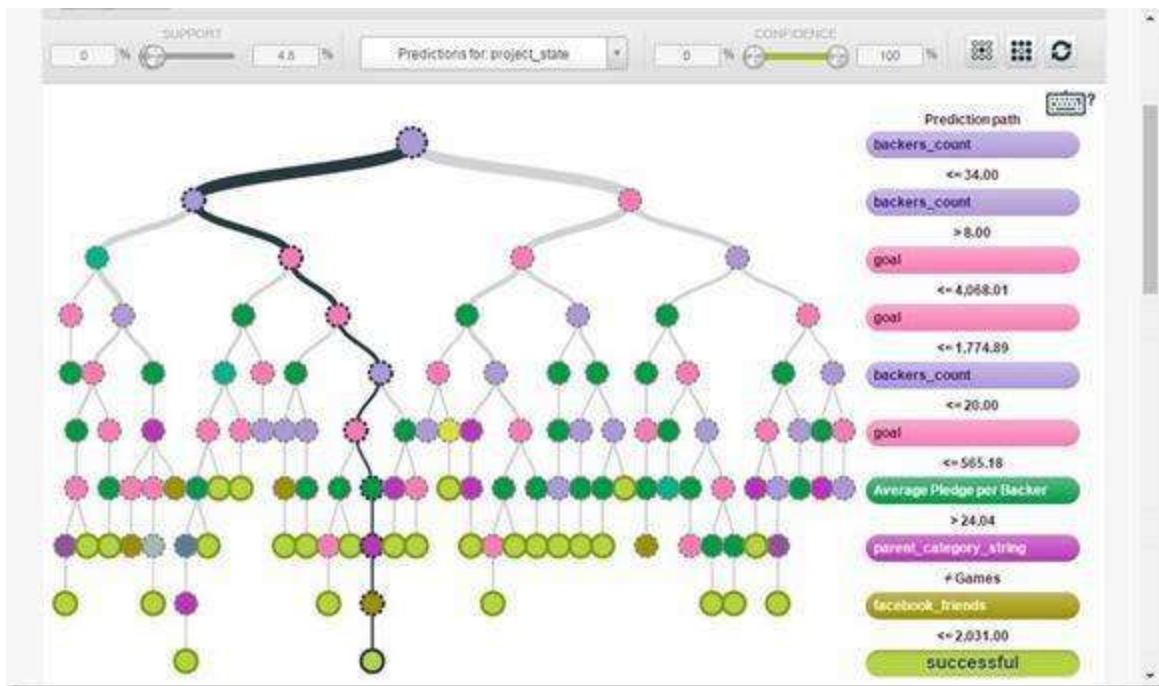 SUPPORT
0 % 4.8 %
Predictions for: project_state
CONFIDENCE
0 % 100 %
?
Prediction path
backers_count
<= 34.00
backers_count
> 8.00
goal
<= 4,068.01
goal
<= 1,774.89
backers_count
<= 20.00
goal
<= 565.18
Average Pledge per Backer
> 24.04
parent_category_string
≠ Games
facebook_friends
<= 2,031.00
successful